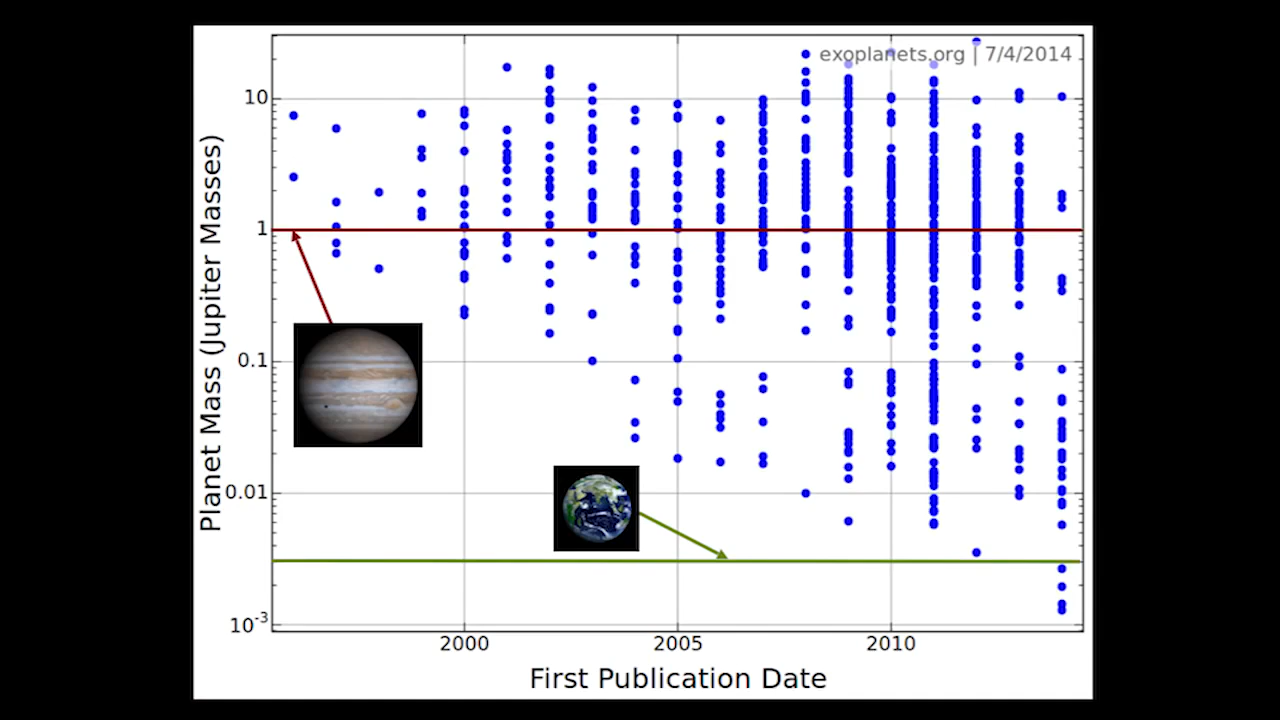 exoplanets.org | 7/4/2014
Planet Mass (Jupiter Masses)
10
1
0.1
0.01
10⁻³
2000 2005 2010
First Publication Date